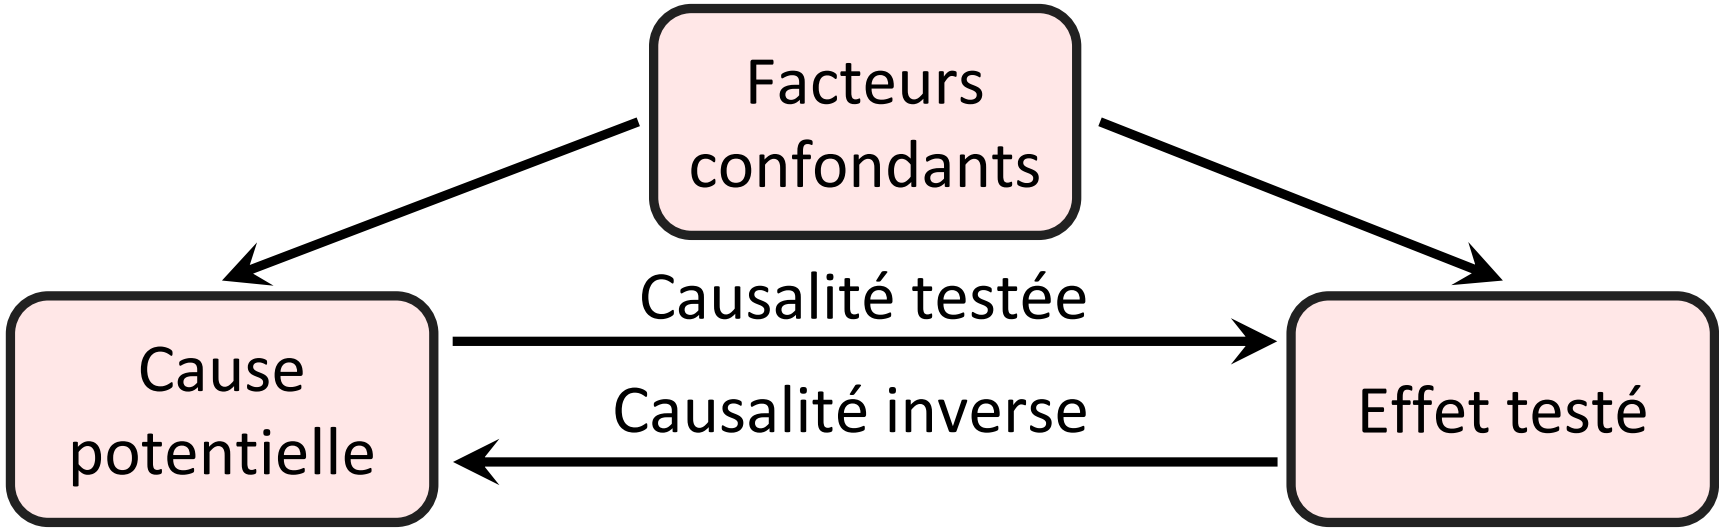 Facteurs
confondants
Causalité testée
Cause
potentielle
Causalité inverse
Effet testé